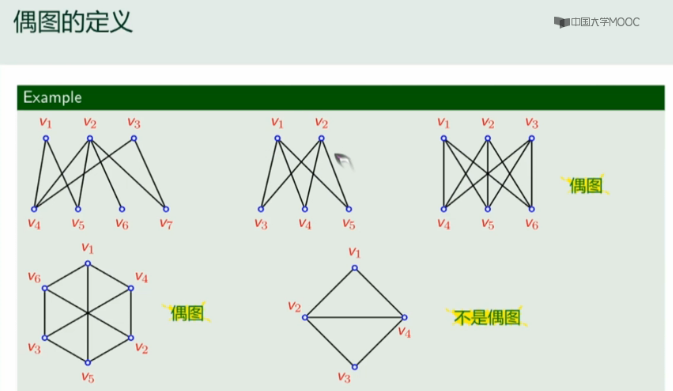 偶图的定义
中国大学MOOC
Example
v1 v2 v3
v4 v5 v6 v7
v1 v2
v3 v4 v5
v1 v2 v3
v4 v5 v6
偶图
v1
v6 v4
v3 v2
v5
偶图
v1
v2
v4
v3
不是偶图